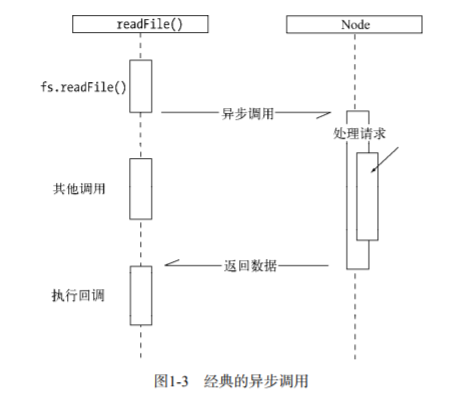 readFile()
Node
fs.readFile()
异步调用
处理请求
其他调用
返回数据
执行回调
图1-3 经典的异步调用